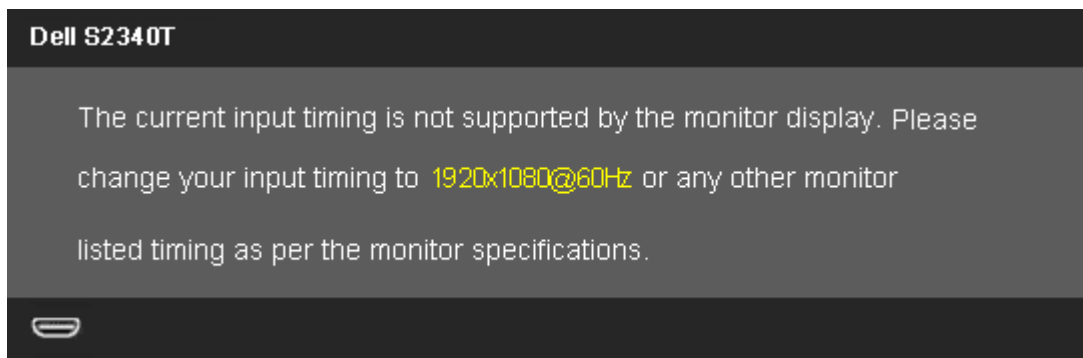 Dell S2340T
The current input timing is not supported by the monitor display. Please
change your input timing to 1920x1080@60Hz or any other monitor
listed timing as per the monitor specifications.